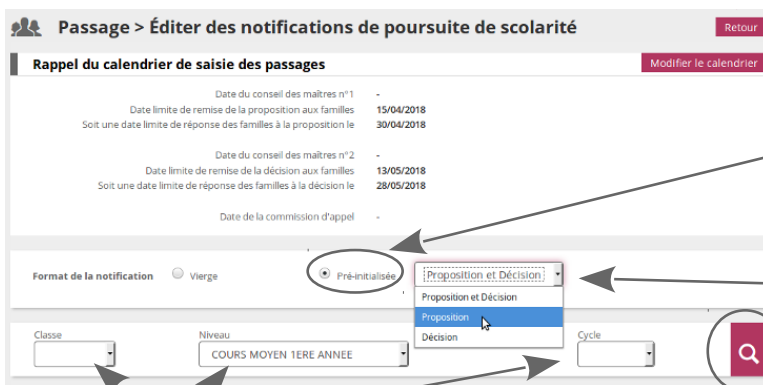 Passage > Éditer des notifications de poursuite de scolarité
Retour
Rappel du calendrier de saisie des passages
Modifier le calendrier
Date du conseil des maîtres n°1 -
Date limite de remise de la proposition aux familles 15/04/2018
Soit une date limite de réponse des familles à la proposition le 30/04/2018
Date du conseil des maîtres n°2 -
Date limite de remise de la décision aux familles 13/05/2018
Soit une date limite de réponse des familles à la décision le 28/05/2018
Date de la commission d'appel -
Format de la notification Vierge Pré-initialisée Proposition et Décision
Proposition et Décision
Proposition
Décision
Classe Niveau Cycle
COURS MOYEN 1ERE ANNEE